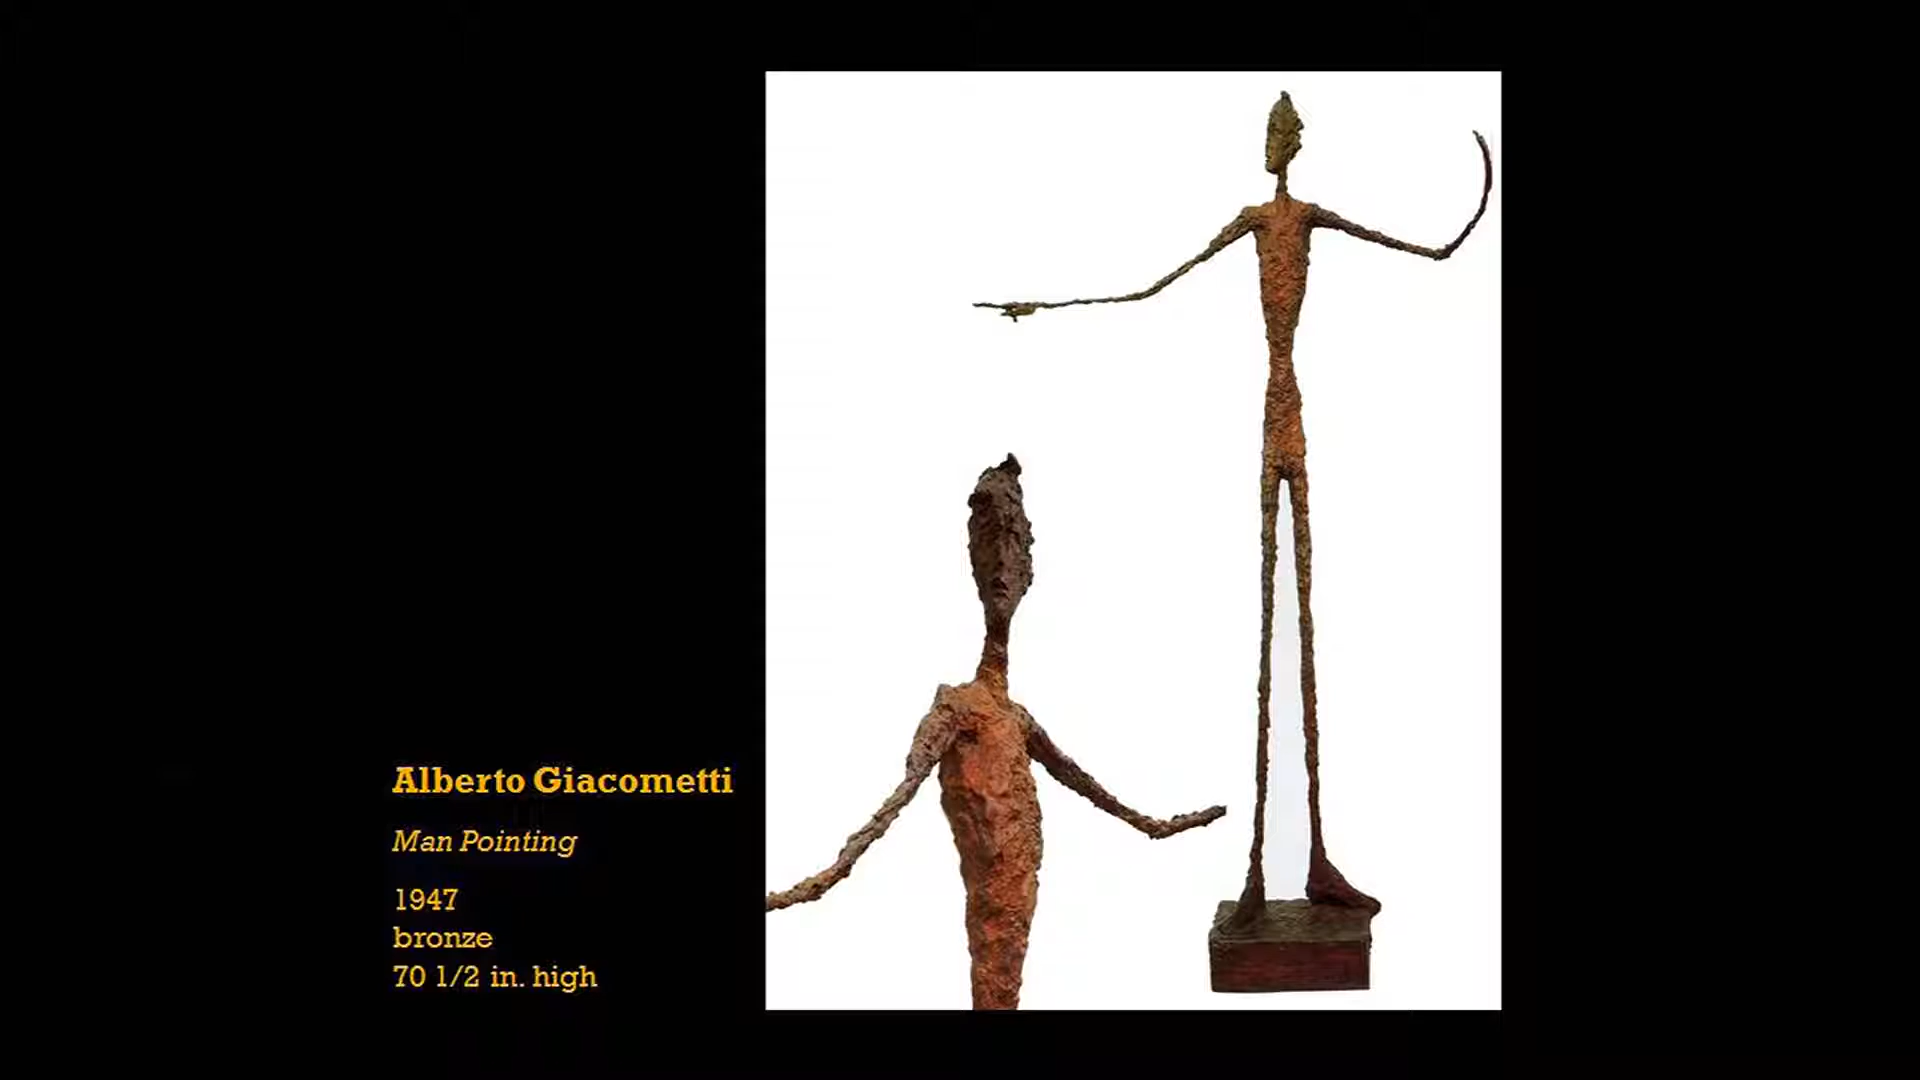 Alberto Giacometti
Man Pointing
1947
bronze
70 1/2 in. high